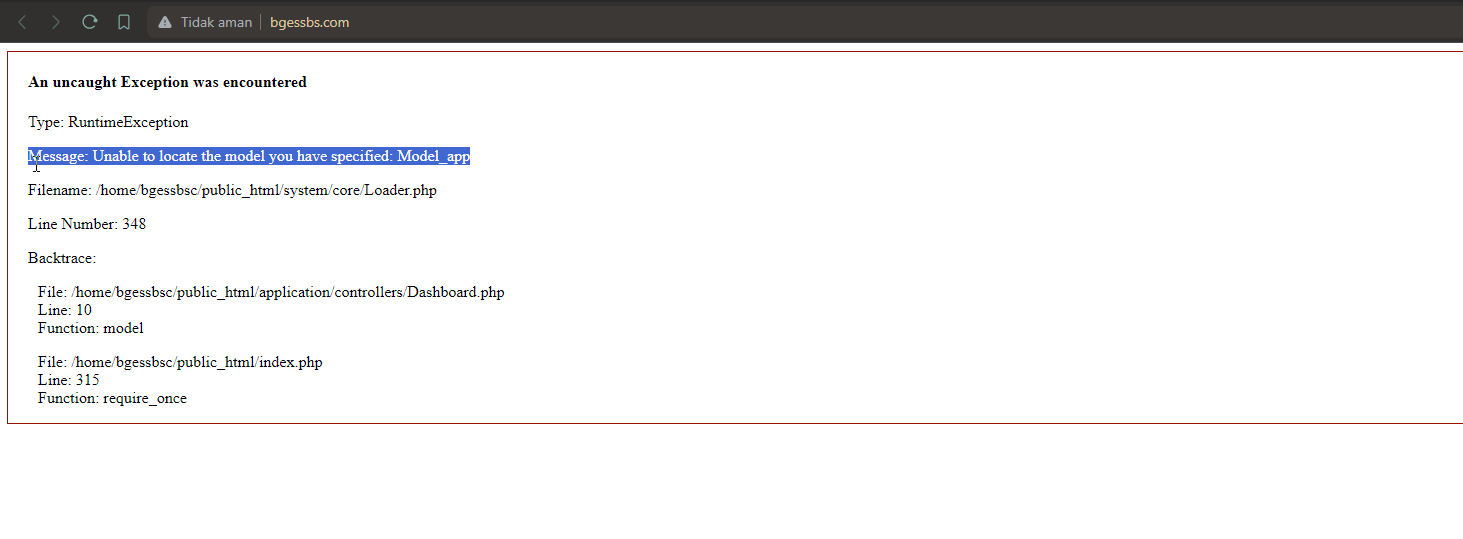 Tidak aman bgessbs.com
An uncaught Exception was encountered
Type: RuntimeException
Message: Unable to locate the model you have specified: Model_app
Filename: /home/bgessbsc/public_html/system/core/Loader.php
Line Number: 348
Backtrace:
File: /home/bgessbsc/public_html/application/controllers/Dashboard.php
Line: 10
Function: model
File: /home/bgessbsc/public_html/index.php
Line: 315
Function: require_once